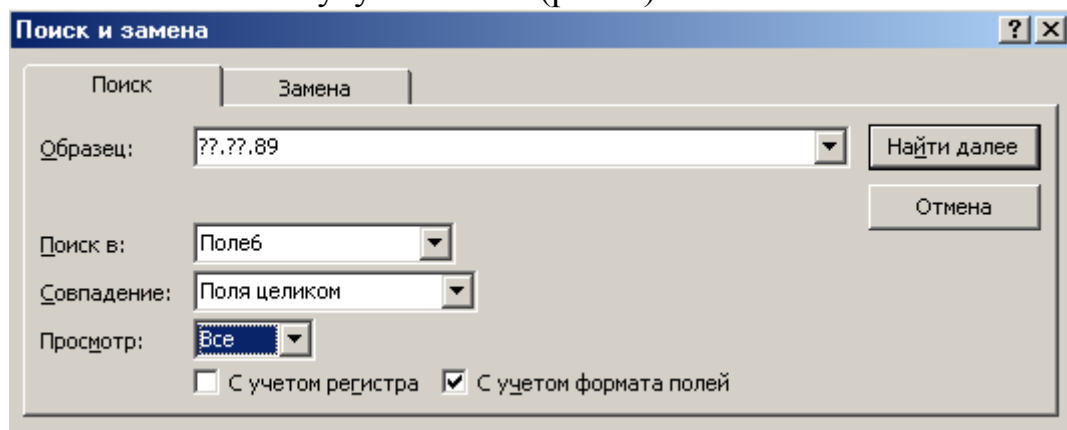 Поиск и замена
Поиск Замена
Образец: ??.??.89 Найти далее
Отмена
Поиск в: Поле6
Совпадение: Поля целиком
Просмотр: Все
С учетом регистра С учетом формата полей